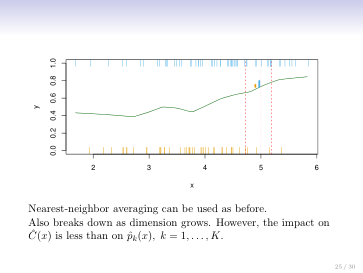 1.0
0.8
0.6
0.4
0.2
0.0
y
2 3 4 5 6
x
Nearest-neighbor averaging can be used as before.
Also breaks down as dimension grows. However, the impact on
Ĉ(x) is less than on p̂ₖ(x), k = 1, . . . , K.
25 / 30